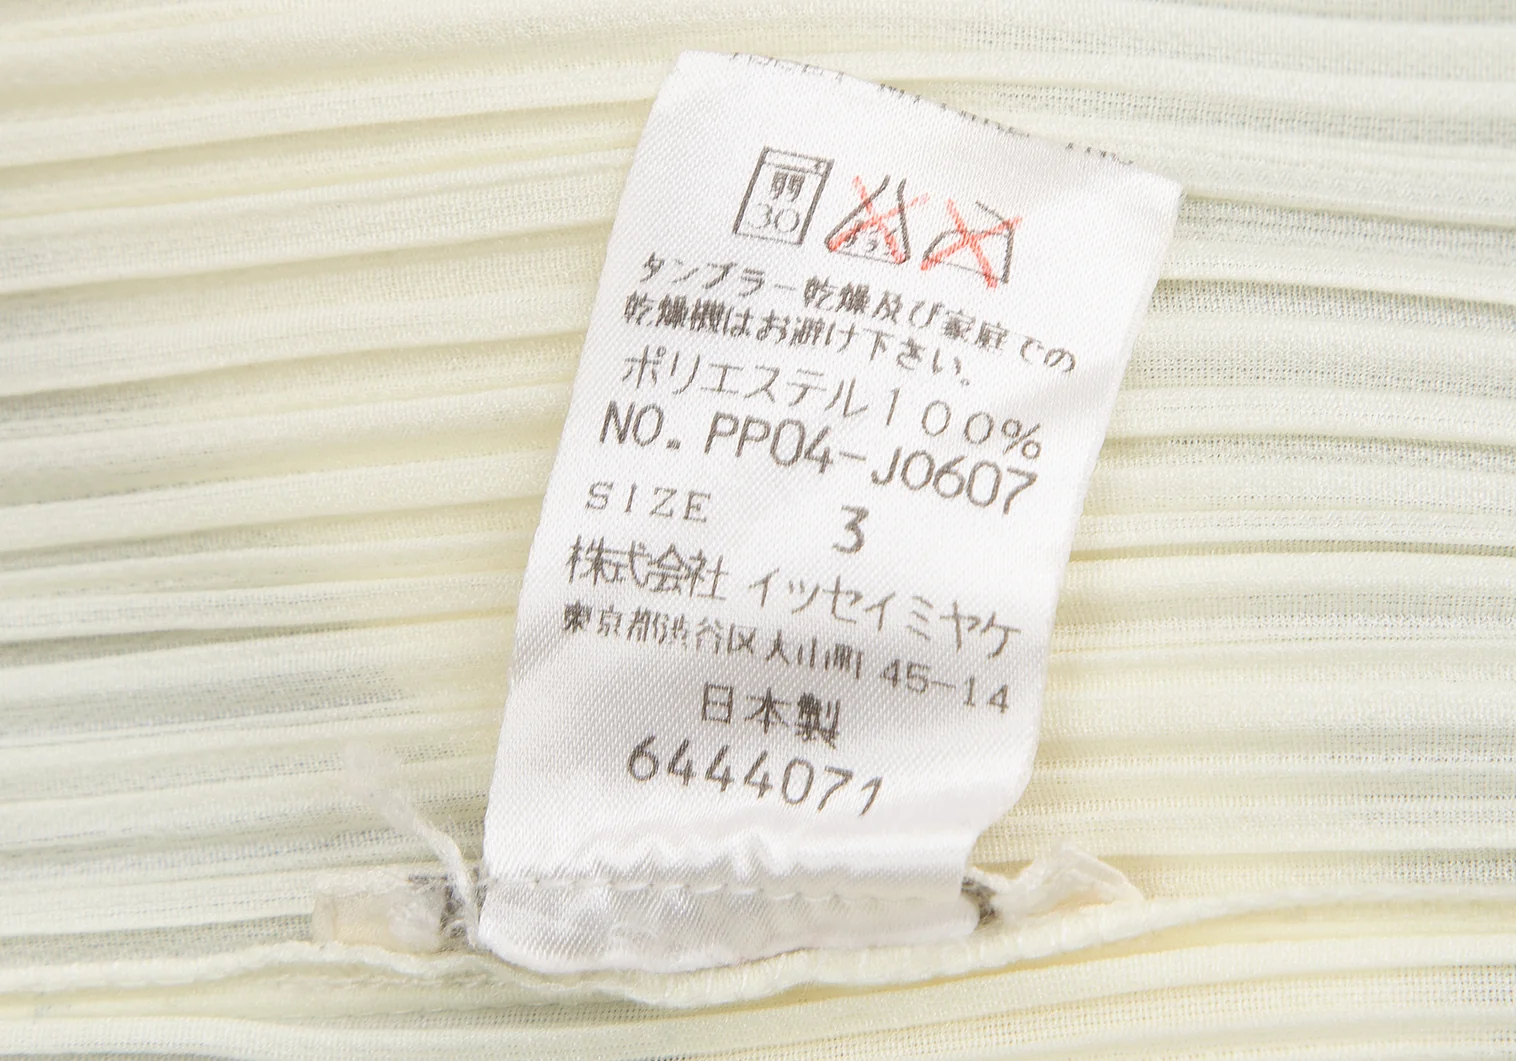 弱
30
タンブラー乾燥及び家庭での
乾燥機はお避け下さい。
ポリエステル100%
NO. PP04-J0607
SIZE 3
株式会社 イッセイミヤケ
東京都渋谷区大山町 45-14
日本製
6444071